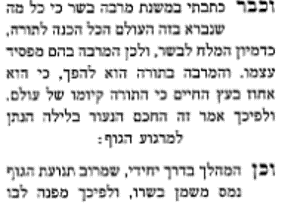 וכבר כתבתי במשנת מרבה בשר כי כל מה
שנברא בזה העולם הכל הכנה לתורה,
כדמיון המלח לבשר, ולכן המרבה בהם מפסיד
עצמו. והמרבה בתורה הוא להפך, כי הוא
אחוז בעץ החיים כי התורה קיומו של עולם.
ולפיכך אמר זה החכם הנעור בלילה הנתן
למרגוע הגוף:
וכן המהלך בדרך יחידי, שמרוב תנועת הגוף
נמס משמן בשרו, ולפיכך מפנה לבו